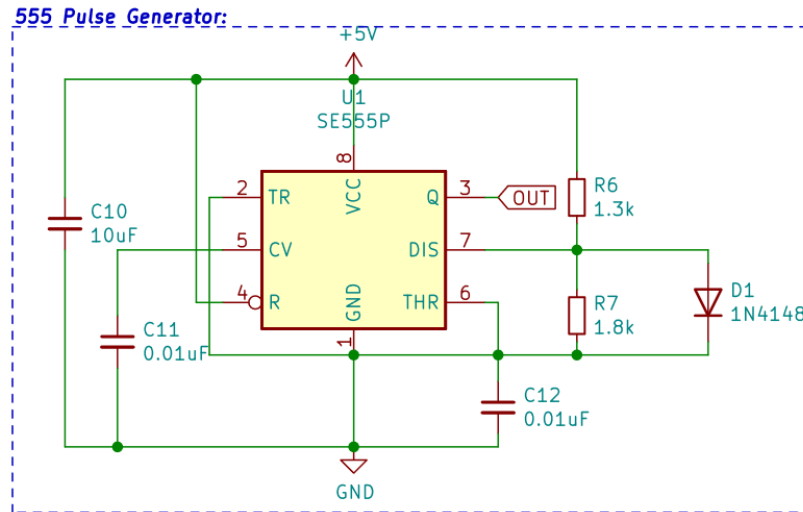 555 Pulse Generator:
+5V
U1
SE555P
8
VCC
2
TR
Q
3
OUT
R6
1.3k
C10
10uF
5
CV
DIS
7
D1
1N4148
4
R
GND
THR
6
R7
1.8k
C11
0.01uF
1
C12
0.01uF
GND